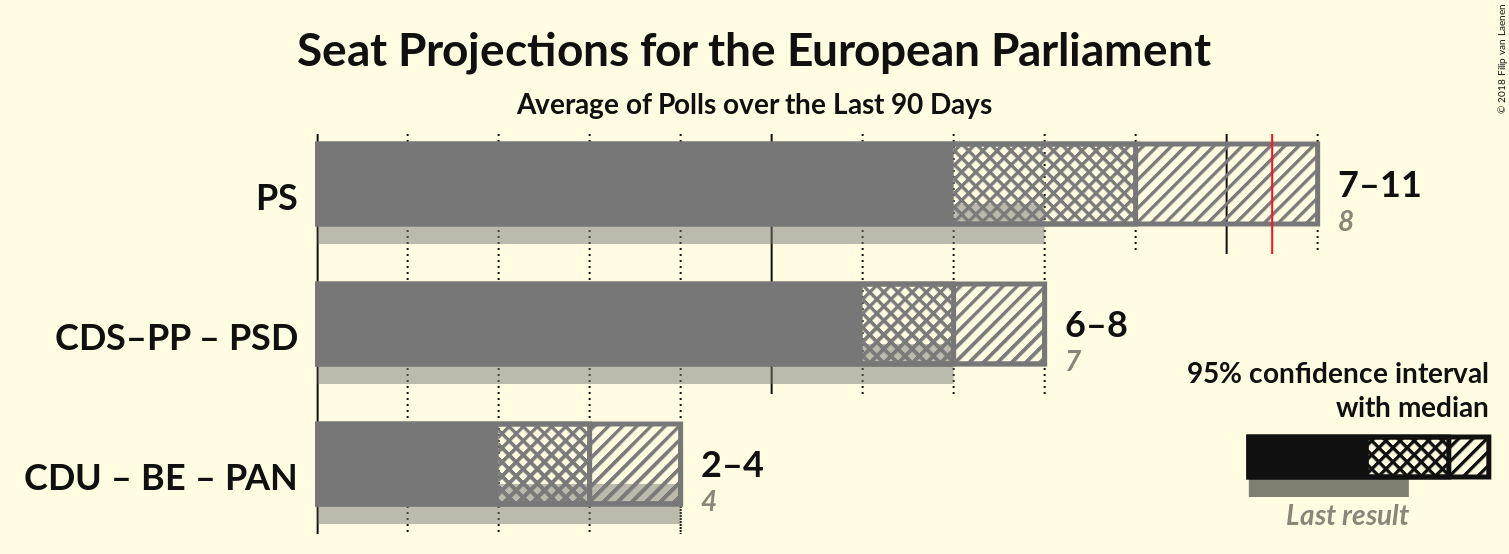 Seat Projections for the European Parliament
Average of Polls over the Last 90 Days
© 2018 Filip van Laenen
PS
7–11
8
CDS–PP – PSD
6–8
7
CDU – BE – PAN
2–4
4
95% confidence interval
with median
Last result